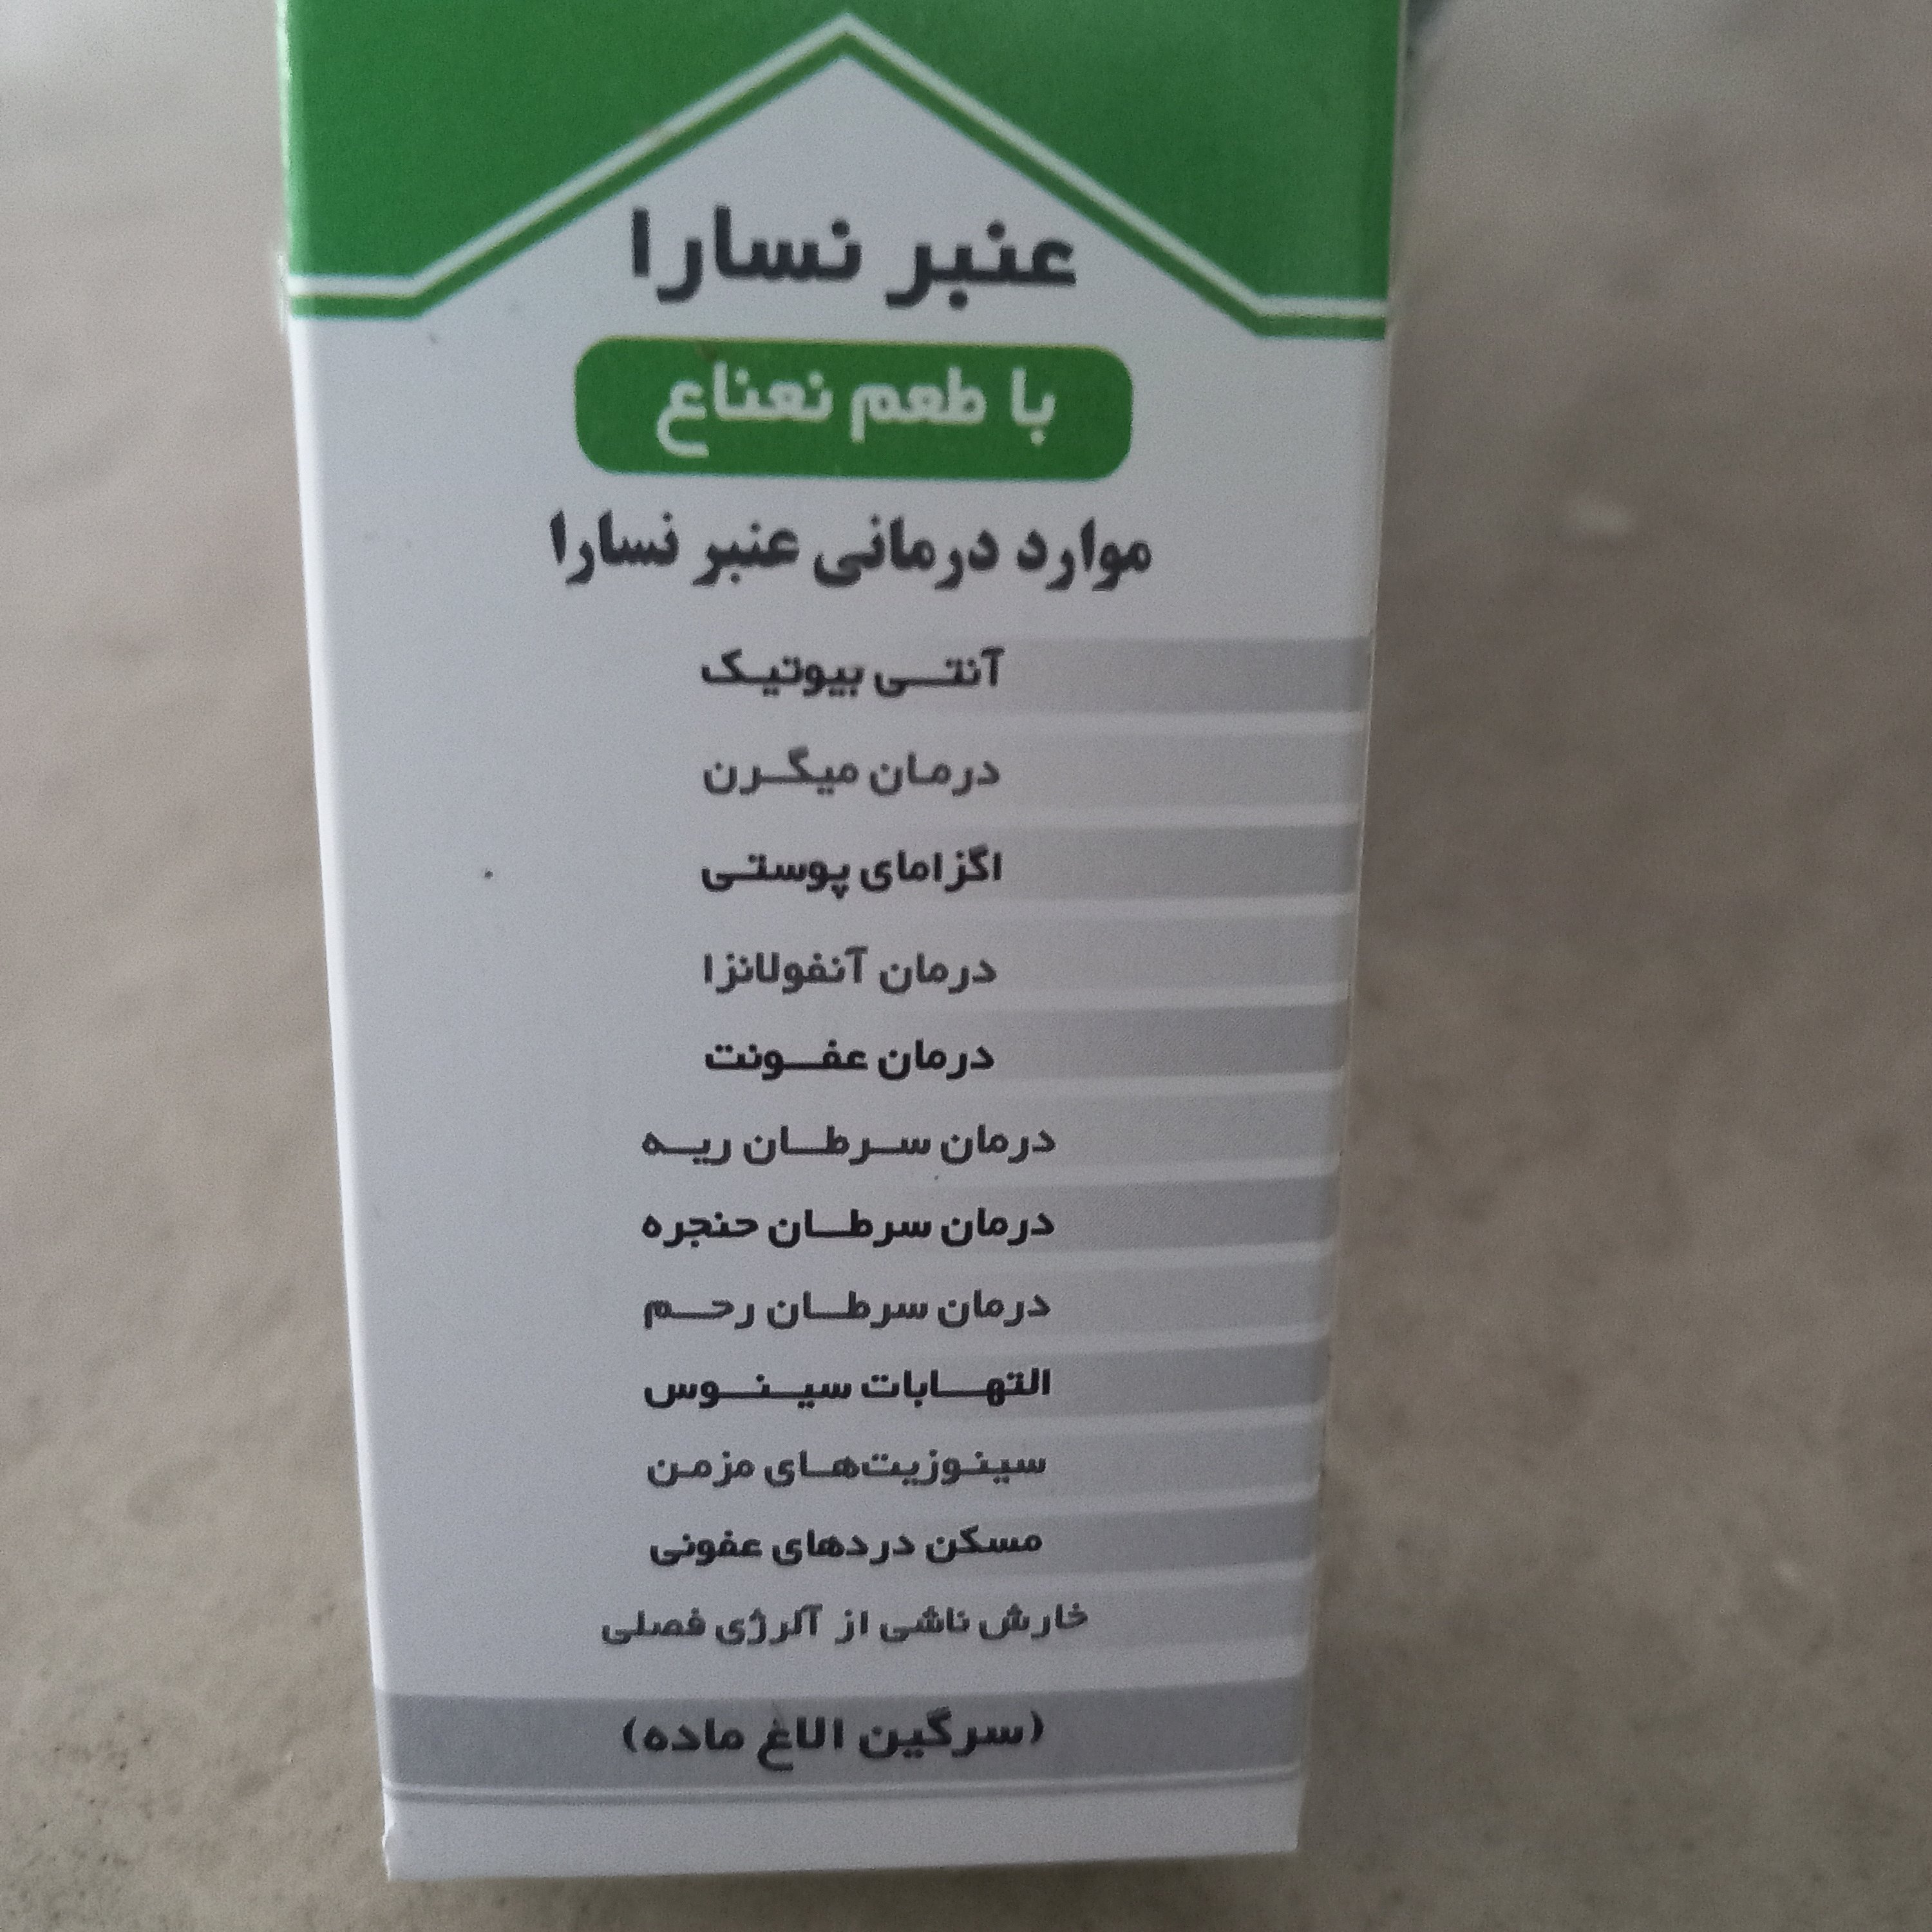 عنبر نسارا
با طعم نعناع
موارد درمانی عنبر نسارا
آنتی بیوتیک
درمان میگرن
اگزامای پوستی
درمان آنفولانزا
درمان عفونت
درمان سرطان ریه
درمان سرطان حنجره
درمان سرطان رحم
التهابات سینوس
سینوزیت‌های مزمن
مسکن دردهای عفونی
خارش ناشی از آلرژی فصلی
(سرگین الاغ ماده)